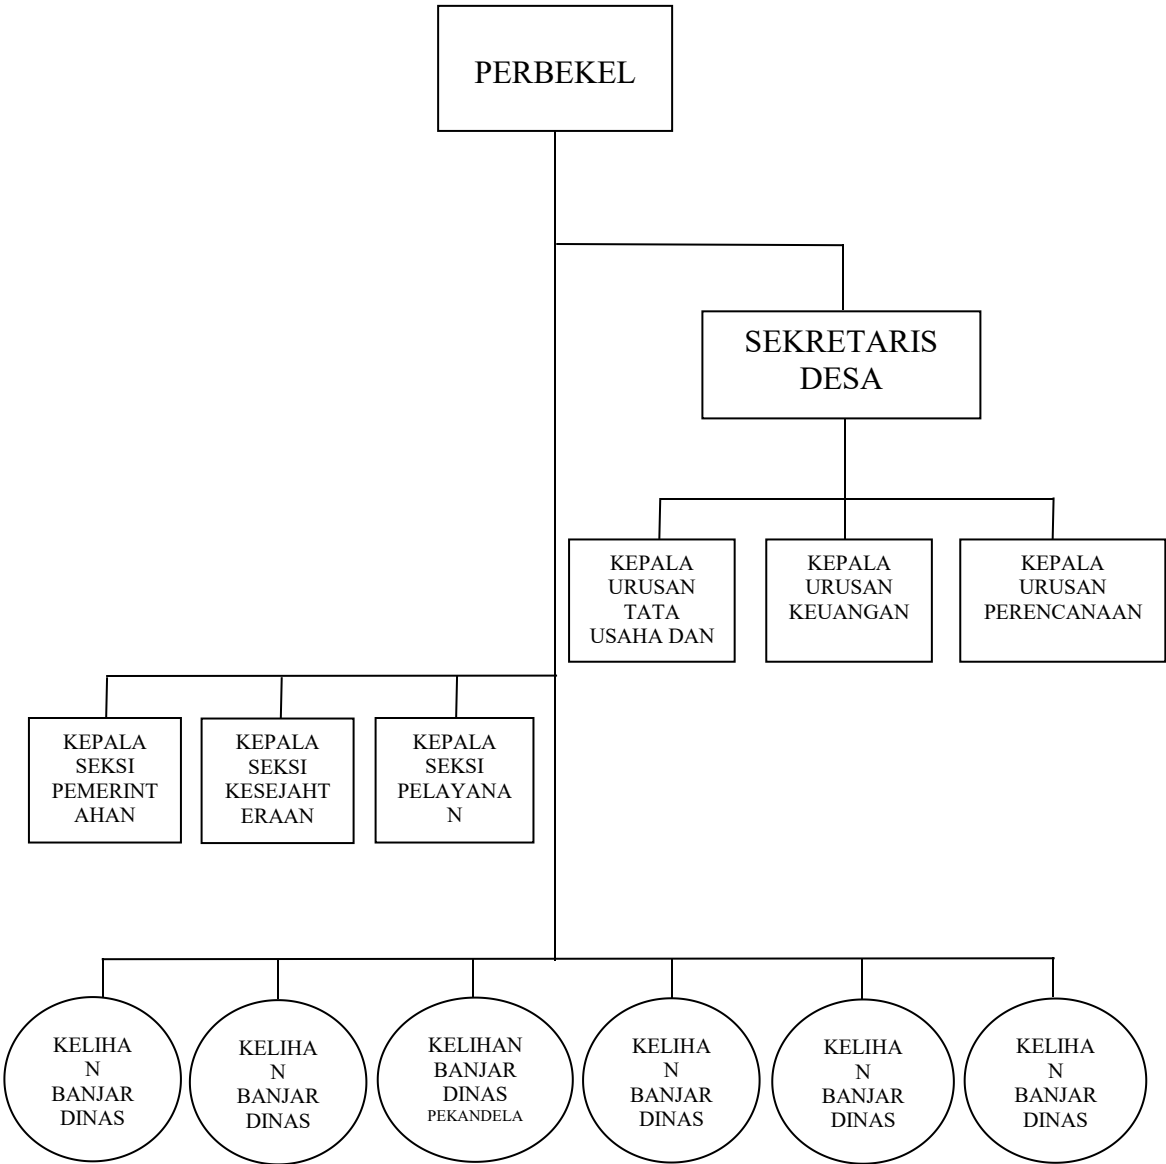 PERBEKEL
SEKRETARIS
DESA
KEPALA
URUSAN
TATA
USAHA DAN
KEPALA
URUSAN
KEUANGAN
KEPALA
URUSAN
PERENCANAAN
KEPALA
SEKSI
PEMERINT
AHAN
KEPALA
SEKSI
KESEJAHT
ERAAN
KEPALA
SEKSI
PELAYANA
N
KELIHA
N
BANJAR
DINAS
KELIHA
N
BANJAR
DINAS
KELIHAN
BANJAR
DINAS
PEKANDELA
KELIHA
N
BANJAR
DINAS
KELIHA
N
BANJAR
DINAS
KELIHA
N
BANJAR
DINAS